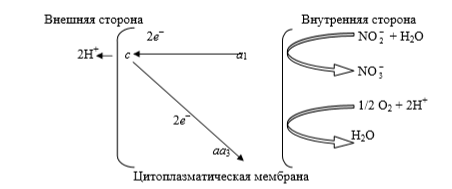 Внешняя сторона Внутренняя сторона
2e⁻ NO₂⁻ + H₂O
2H⁺ c a₁
NO₃⁻
2e⁻ 1/2 O₂ + 2H⁺
aa₃ H₂O
Цитоплазматическая мембрана